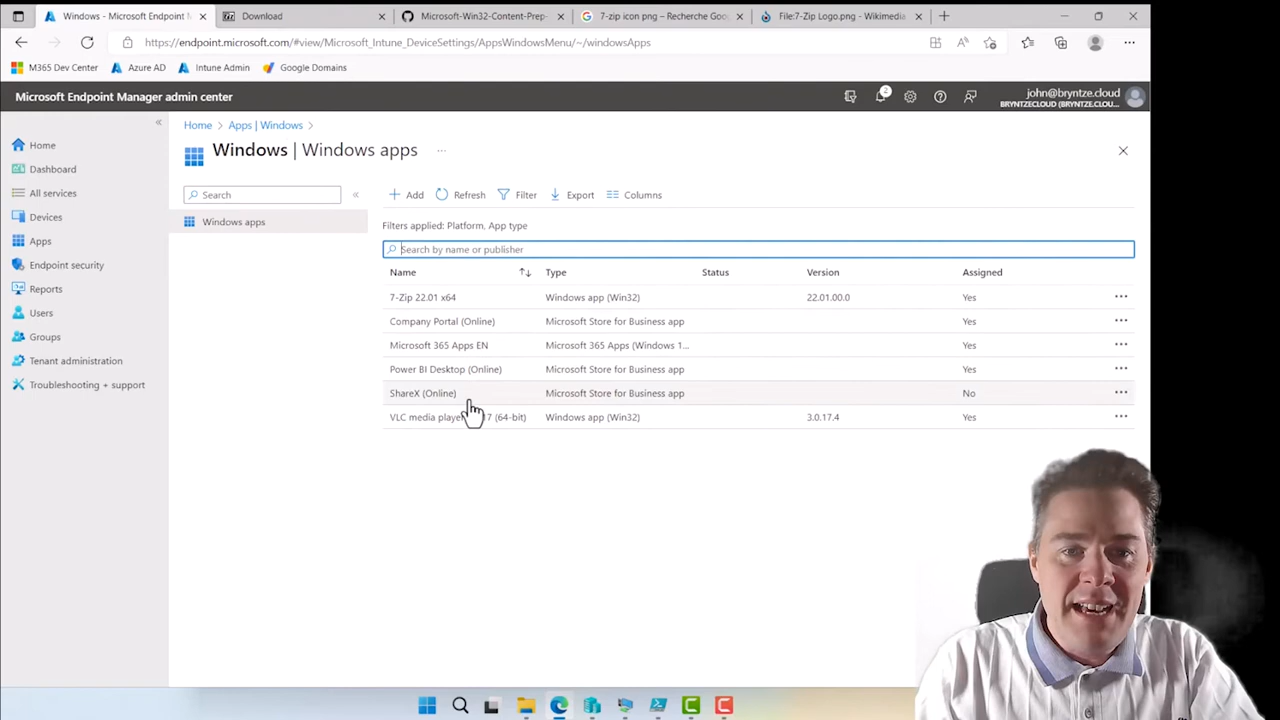 Windows - Microsoft Endpoint M
Download
Microsoft-Win32-Content-Prep-
7-zip icon png – Recherche Goo
File:7-Zip Logo.png - Wikimedia
https://endpoint.microsoft.com/#view/Microsoft_Intune_DeviceSettings/AppsWindowsMenu/~/windowsApps
M365 Dev Center
Azure AD
Intune Admin
Google Domains
Microsoft Endpoint Manager admin center
2
john@bryntze.cloud
BRYNTZECLOUD (BRYNTZE.CLOU...
Home
Dashboard
All services
Devices
Apps
Endpoint security
Reports
Users
Groups
Tenant administration
Troubleshooting + support
Home > Apps | Windows >
Windows | Windows apps ...
Search
Windows apps
Add Refresh Filter Export Columns
Filters applied: Platform, App type
Search by name or publisher
Name Type Status Version Assigned
7-Zip 22.01 x64 Windows app (Win32) 22.01.00.0 Yes
Company Portal (Online) Microsoft Store for Business app Yes
Microsoft 365 Apps EN Microsoft 365 Apps (Windows 1... Yes
Power BI Desktop (Online) Microsoft Store for Business app Yes
ShareX (Online) Microsoft Store for Business app No
VLC media player 17 (64-bit) Windows app (Win32) 3.0.17.4 Yes